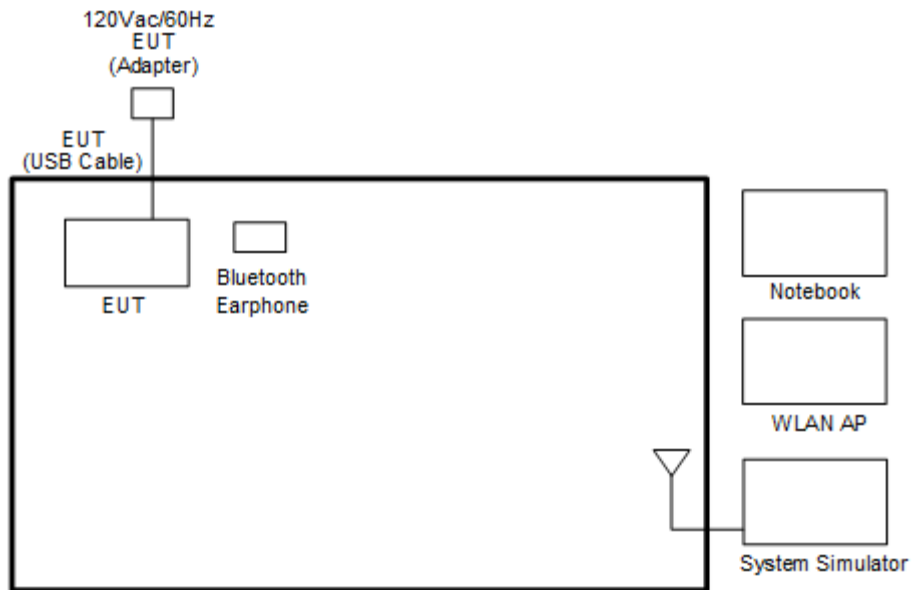 120Vac/60Hz
EUT
(Adapter)
EUT
(USB Cable)
EUT
Bluetooth
Earphone
Notebook
WLAN AP
System Simulator